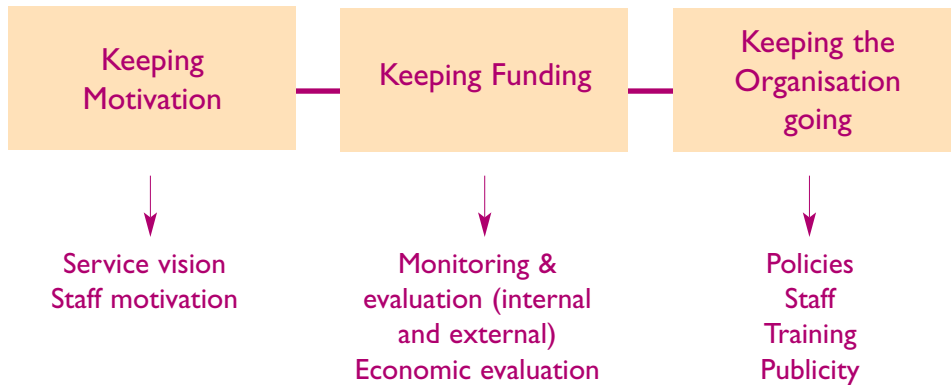 Keeping
Motivation
Keeping Funding
Keeping the
Organisation
going
Service vision
Staff motivation
Monitoring &
evaluation (internal
and external)
Economic evaluation
Policies
Staff
Training
Publicity